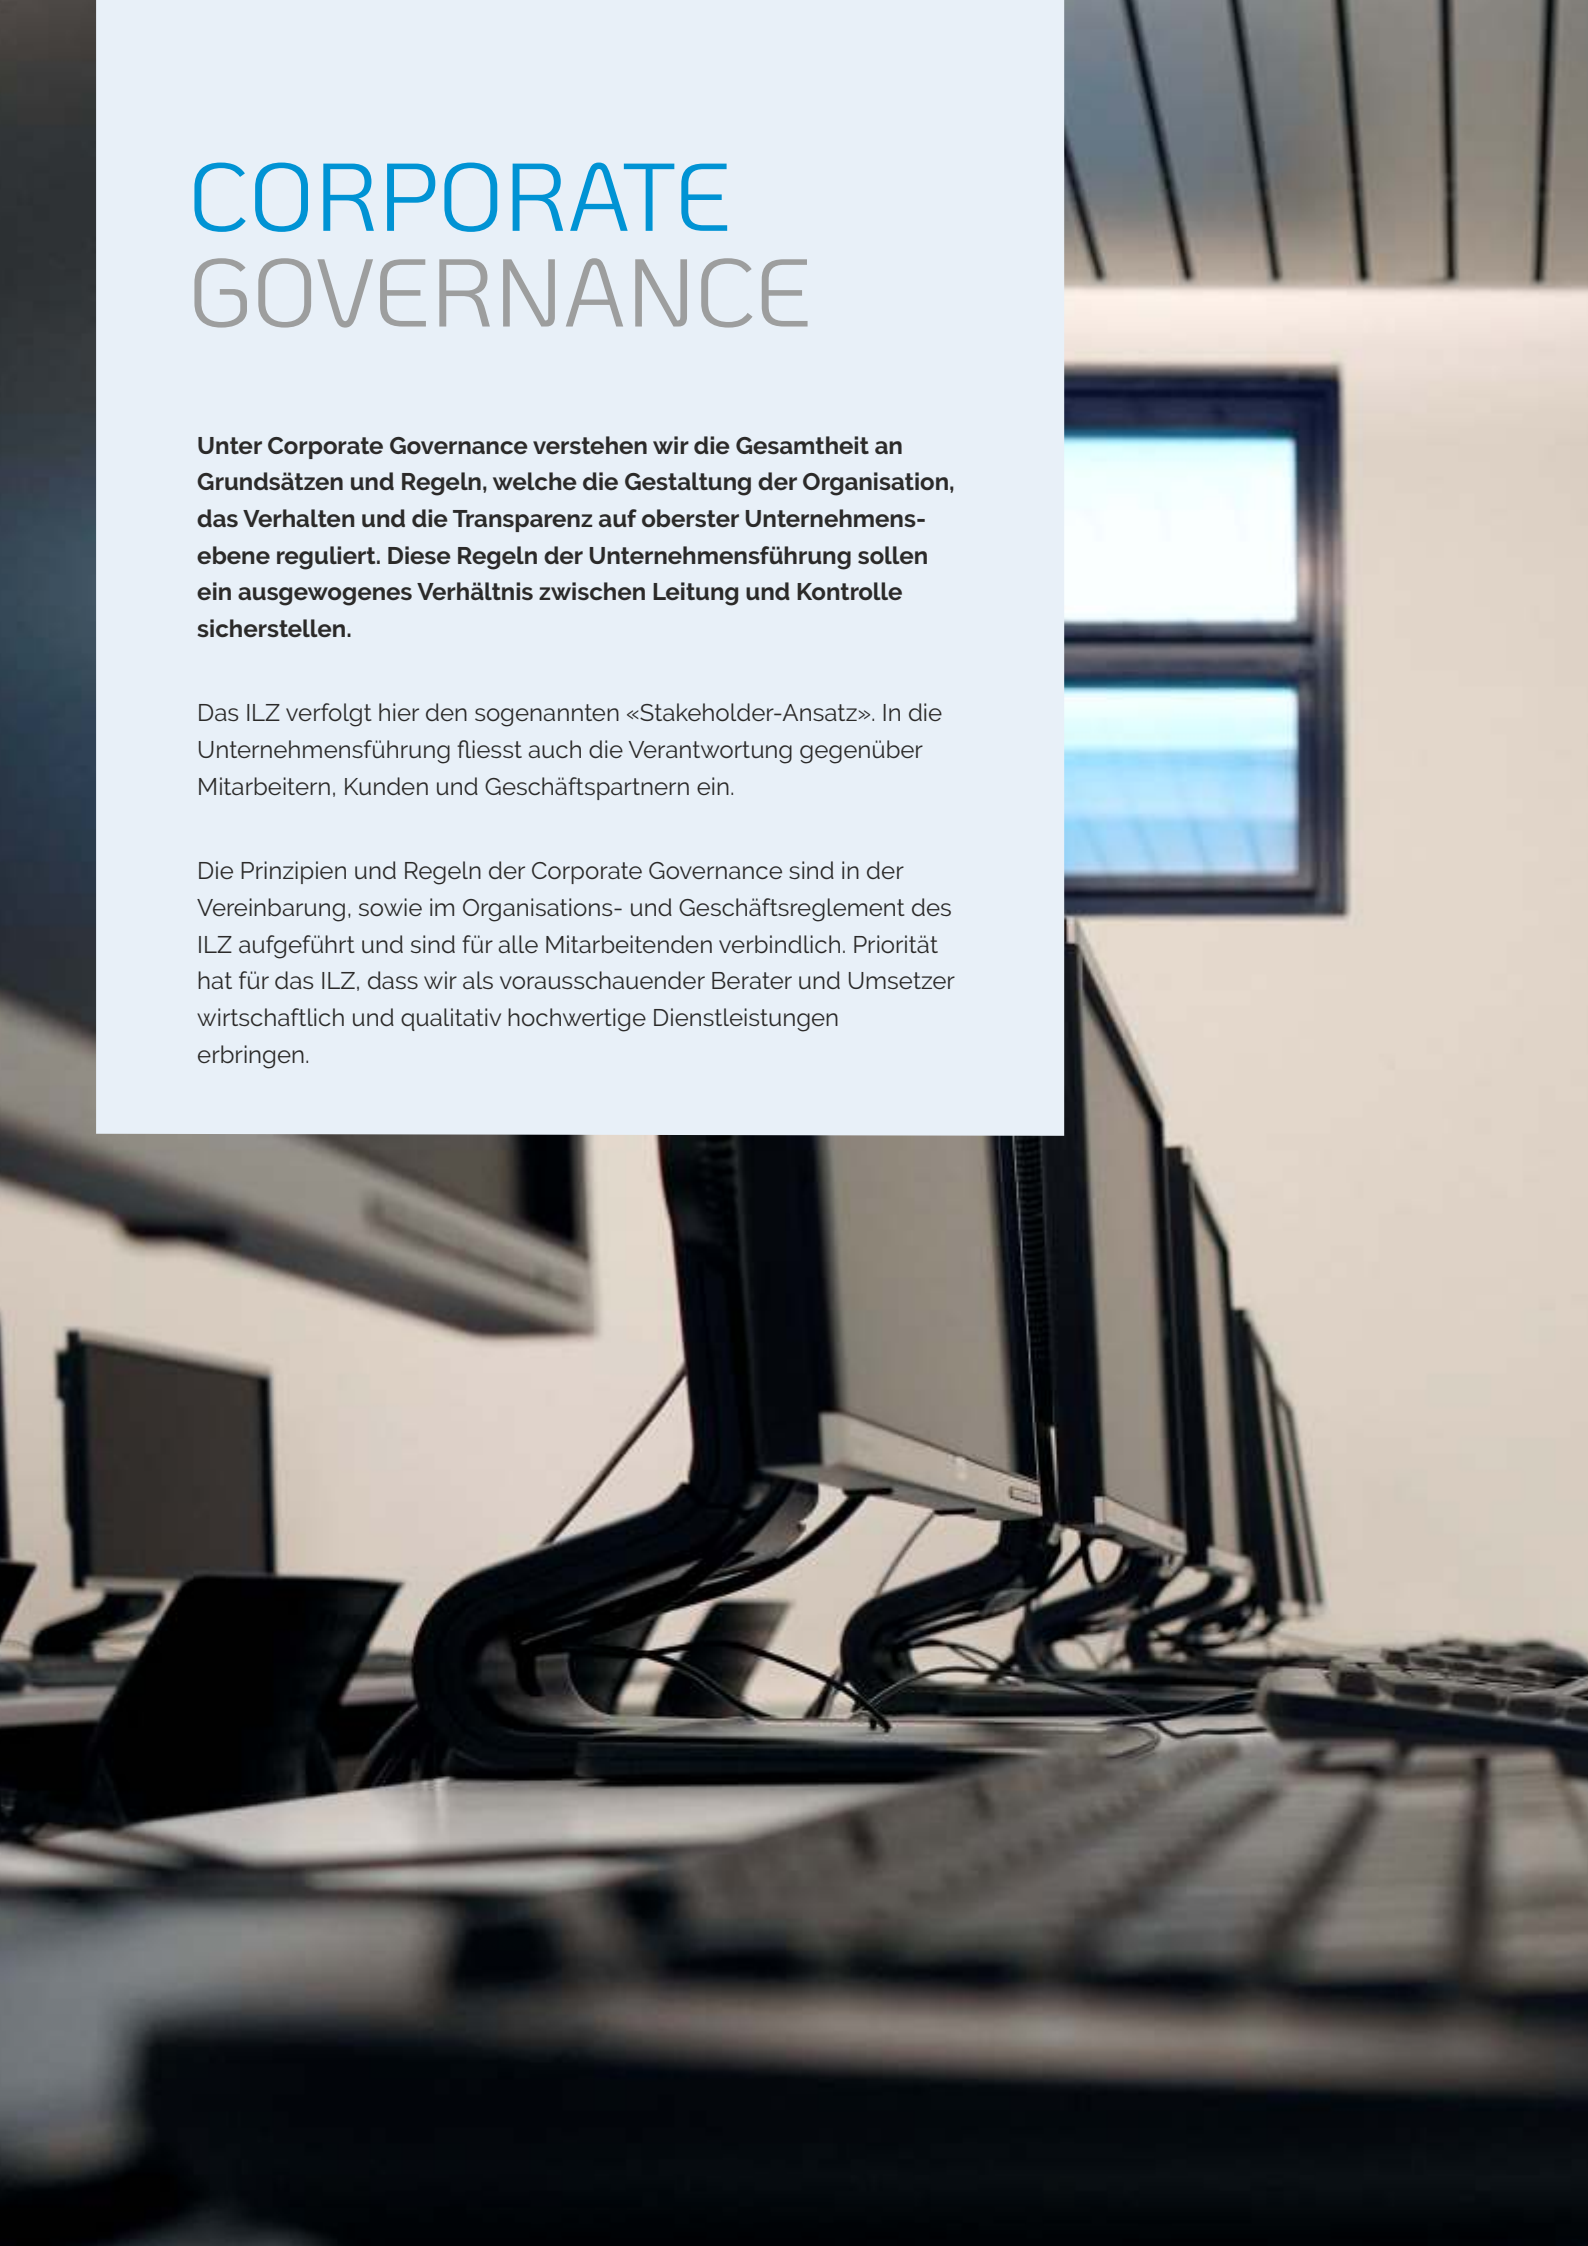 CORPORATE
GOVERNANCE
Unter Corporate Governance verstehen wir die Gesamtheit an
Grundsätzen und Regeln, welche die Gestaltung der Organisation,
das Verhalten und die Transparenz auf oberster Unternehmens-
ebene reguliert. Diese Regeln der Unternehmensführung sollen
ein ausgewogenes Verhältnis zwischen Leitung und Kontrolle
sicherstellen.
Das ILZ verfolgt hier den sogenannten «Stakeholder-Ansatz». In die
Unternehmensführung fliesst auch die Verantwortung gegenüber
Mitarbeitern, Kunden und Geschäftspartnern ein.
Die Prinzipien und Regeln der Corporate Governance sind in der
Vereinbarung, sowie im Organisations- und Geschäftsreglement des
ILZ aufgeführt und sind für alle Mitarbeitenden verbindlich. Priorität
hat für das ILZ, dass wir als vorausschauender Berater und Umsetzer
wirtschaftlich und qualitativ hochwertige Dienstleistungen
erbringen.